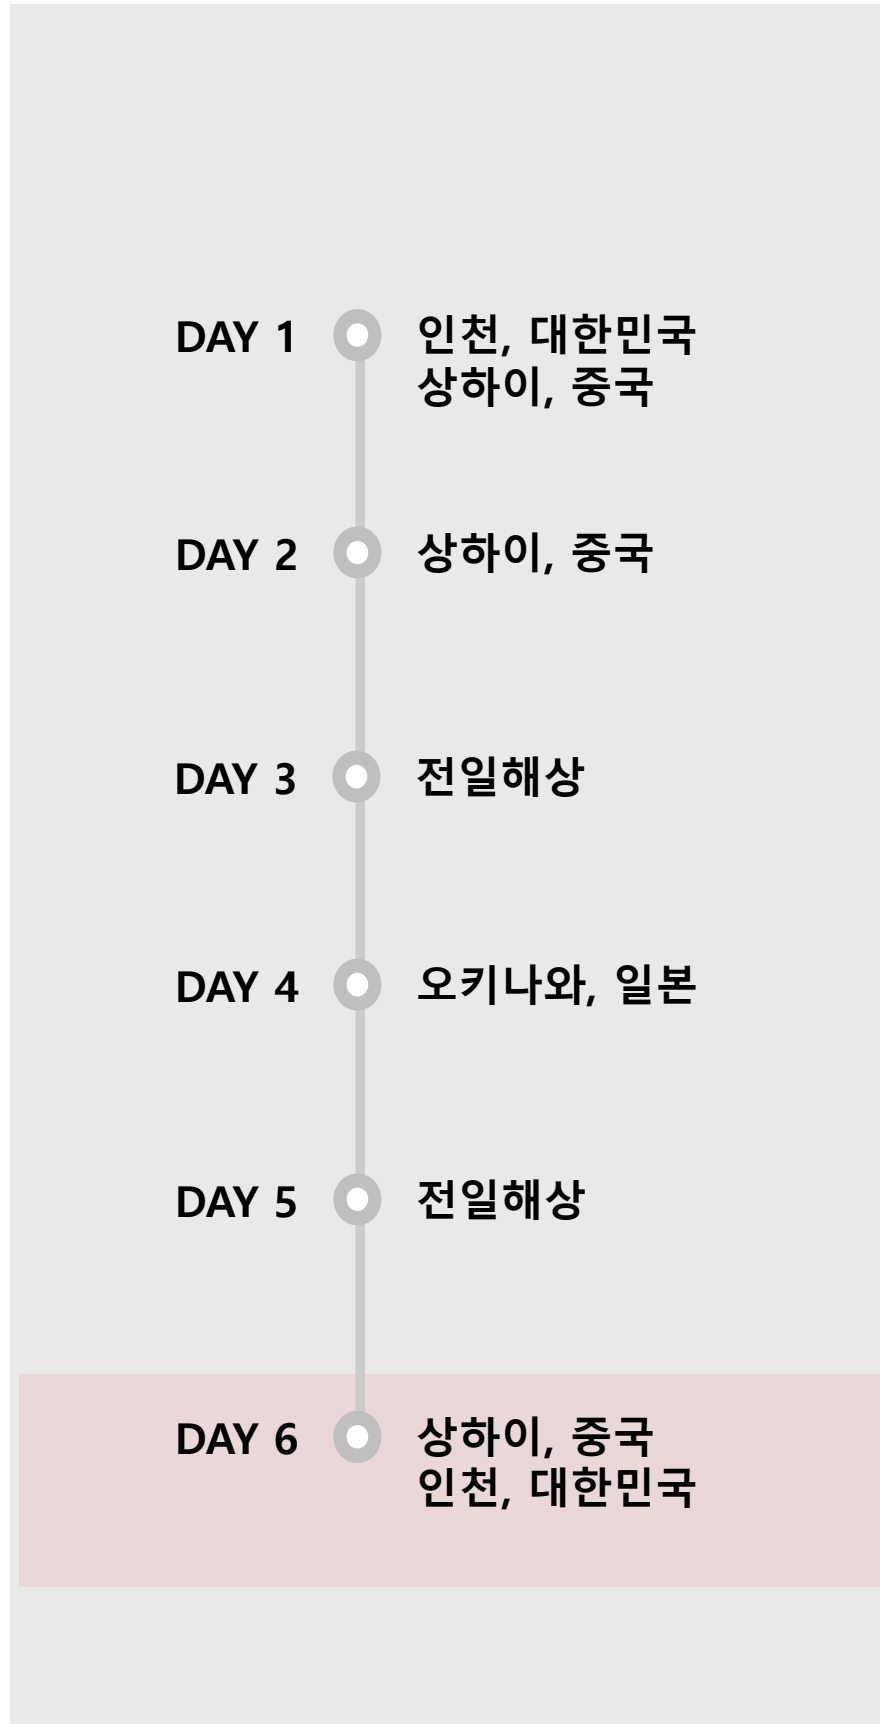 DAY 1 인천, 대한민국
상하이, 중국
DAY 2 상하이, 중국
DAY 3 전일해상
DAY 4 오키나와, 일본
DAY 5 전일해상
DAY 6 상하이, 중국
인천, 대한민국